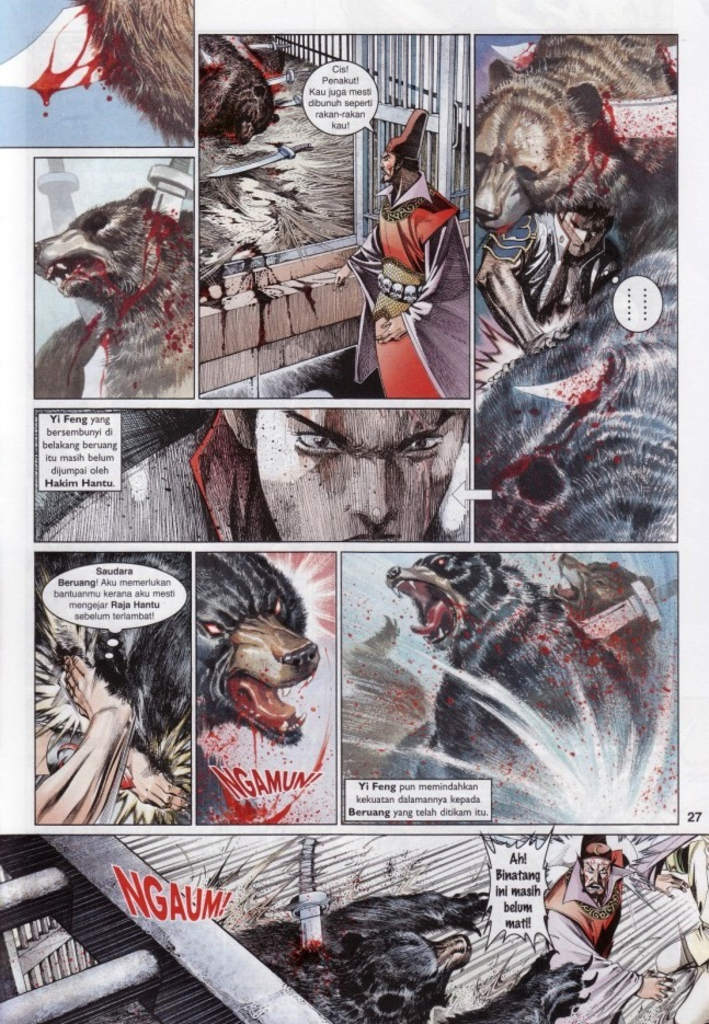 Cis!
Penakut!
Kau juga mesti
dibunuh seperti
rakan-rakan
kau!
Yi Feng yang
bersembunyi di
belakang beruang
itu masih belum
dijumpai oleh
Hakim Hantu.
Saudara
Beruang! Aku memerlukan
bantuanmu kerana aku mesti
mengejar Raja Hantu
sebelum terlambat!
NGAMUN!
Yi Feng pun memindahkan
kekuatan dalamannya kepada
Beruang yang telah ditikam itu.
27
NGAUM!
Ah!
Binatang
ini masih
belum
mati!